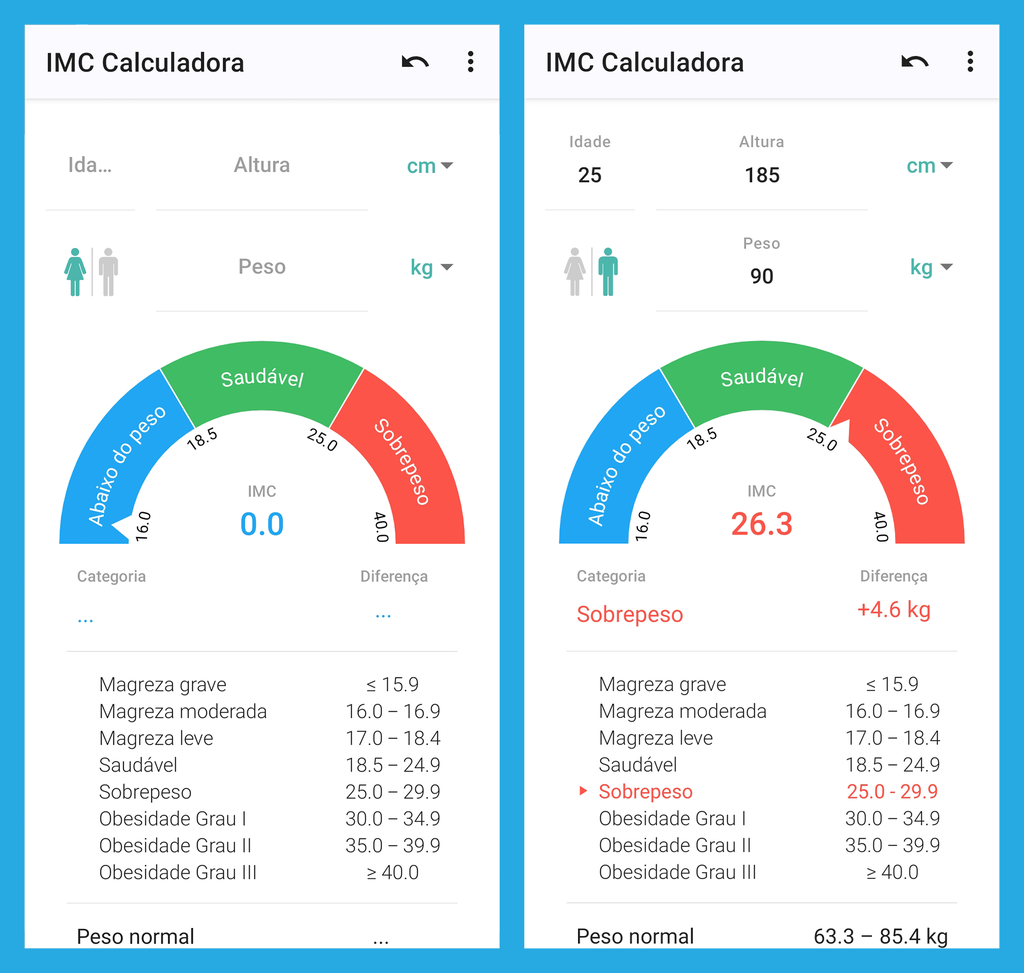 IMC Calculadora
Ida...
Altura
cm
Peso
kg
Abaixo do peso
Saudável
Sobrepeso
16.0
18.5
25.0
40.0
IMC
0.0
Categoria
Diferença
...
...
Magreza grave ≤ 15.9
Magreza moderada 16.0 – 16.9
Magreza leve 17.0 – 18.4
Saudável 18.5 – 24.9
Sobrepeso 25.0 – 29.9
Obesidade Grau I 30.0 – 34.9
Obesidade Grau II 35.0 – 39.9
Obesidade Grau III ≥ 40.0
Peso normal ...
IMC Calculadora
Idade
25
Altura
185
cm
Peso
90
kg
Abaixo do peso
Saudável
Sobrepeso
16.0
18.5
25.0
40.0
IMC
26.3
Categoria
Diferença
Sobrepeso
+4.6 kg
Magreza grave ≤ 15.9
Magreza moderada 16.0 – 16.9
Magreza leve 17.0 – 18.4
Saudável 18.5 – 24.9
Sobrepeso 25.0 - 29.9
Obesidade Grau I 30.0 – 34.9
Obesidade Grau II 35.0 – 39.9
Obesidade Grau III ≥ 40.0
Peso normal 63.3 – 85.4 kg